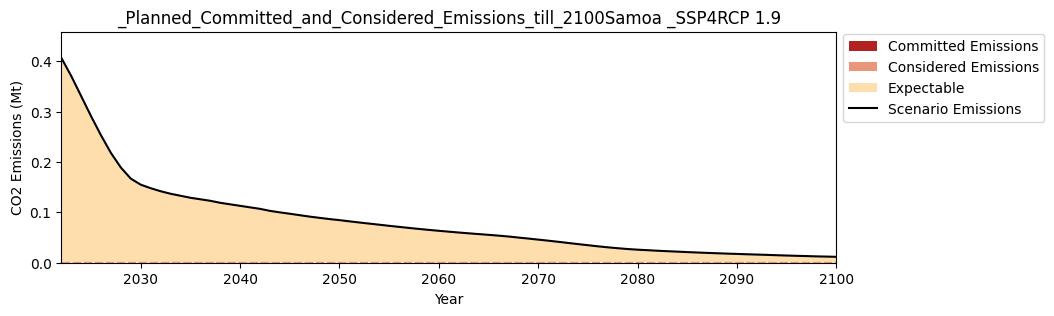 _Planned_Committed_and_Considered_Emissions_till_2100Samoa _SSP4RCP 1.9
Committed Emissions
Considered Emissions
Expectable
Scenario Emissions
CO2 Emissions (Mt)
0.4
0.3
0.2
0.1
0.0
2030 2040 2050 2060 2070 2080 2090 2100
Year